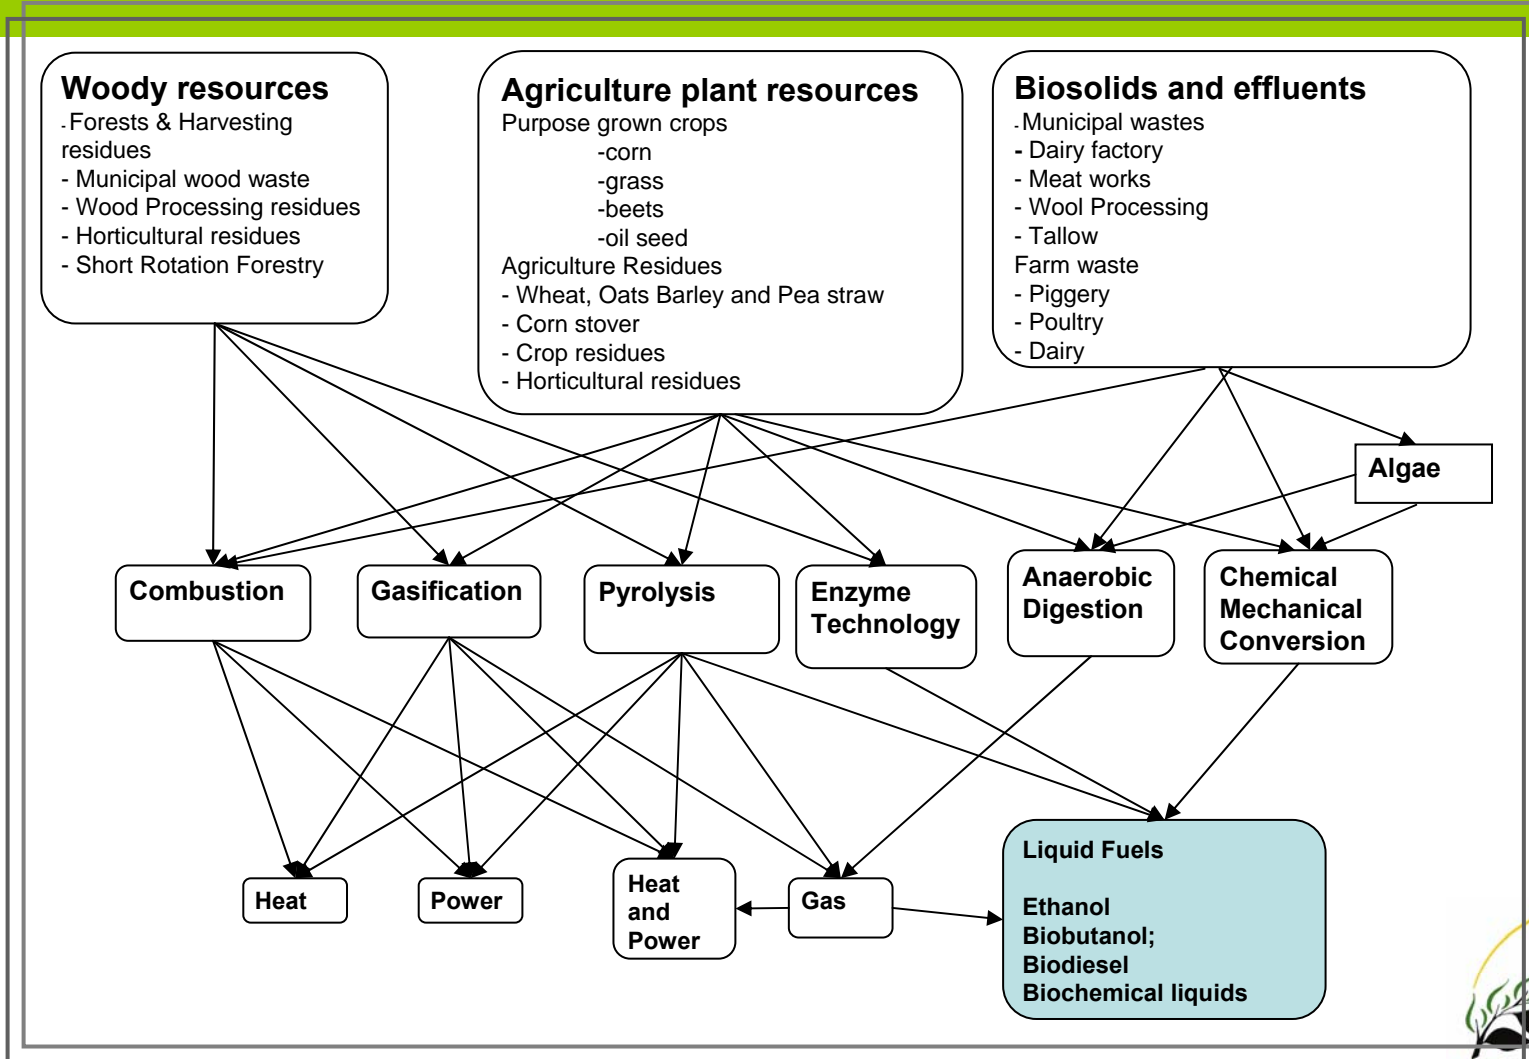 Woody resources
- Forests & Harvesting
residues
- Municipal wood waste
- Wood Processing residues
- Horticultural residues
- Short Rotation Forestry
Agriculture plant resources
Purpose grown crops
-corn
-grass
-beets
-oil seed
Agriculture Residues
- Wheat, Oats Barley and Pea straw
- Corn stover
- Crop residues
- Horticultural residues
Biosolids and effluents
- Municipal wastes
- Dairy factory
- Meat works
- Wool Processing
- Tallow
Farm waste
- Piggery
- Poultry
- Dairy
Algae
Combustion
Gasification
Pyrolysis
Enzyme
Technology
Anaerobic
Digestion
Chemical
Mechanical
Conversion
Heat
Power
Heat
and
Power
Gas
Liquid Fuels
Ethanol
Biobutanol;
Biodiesel
Biochemical liquids